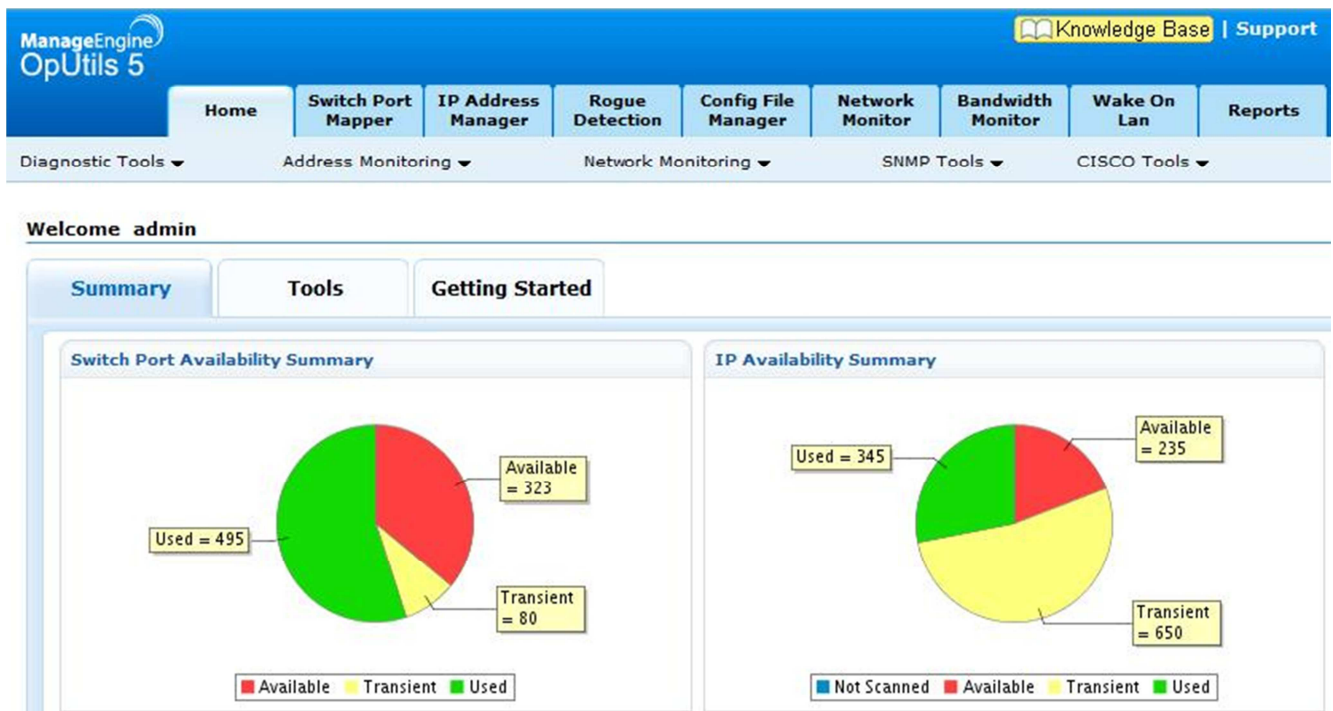 ManageEngine
OpUtils 5
Knowledge Base | Support
Home
Switch Port Mapper
IP Address Manager
Rogue Detection
Config File Manager
Network Monitor
Bandwidth Monitor
Wake On Lan
Reports
Diagnostic Tools
Address Monitoring
Network Monitoring
SNMP Tools
CISCO Tools
Welcome admin
Summary
Tools
Getting Started
Switch Port Availability Summary
Available
= 323
Used = 495
Transient
= 80
Available Transient Used
IP Availability Summary
Available
= 235
Used = 345
Transient
= 650
Not Scanned Available Transient Used